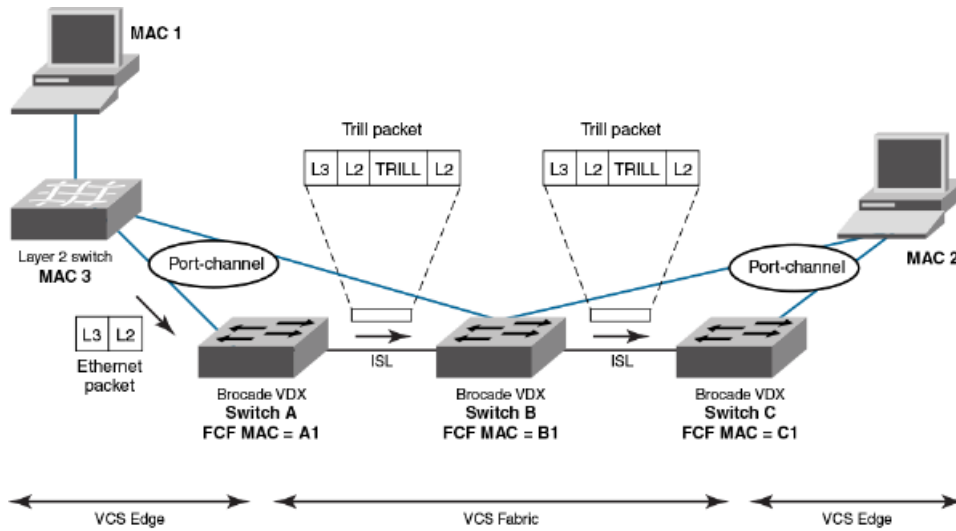 MAC 1
Trill packet
L3 L2 TRILL L2
Trill packet
L3 L2 TRILL L2
Layer 2 switch
MAC 3
Port-channel
Port-channel
MAC 2
L3 L2
Ethernet
packet
ISL
ISL
Brocade VDX
Switch A
FCF MAC = A1
Brocade VDX
Switch B
FCF MAC = B1
Brocade VDX
Switch C
FCF MAC = C1
VCS Edge
VCS Fabric
VCS Edge